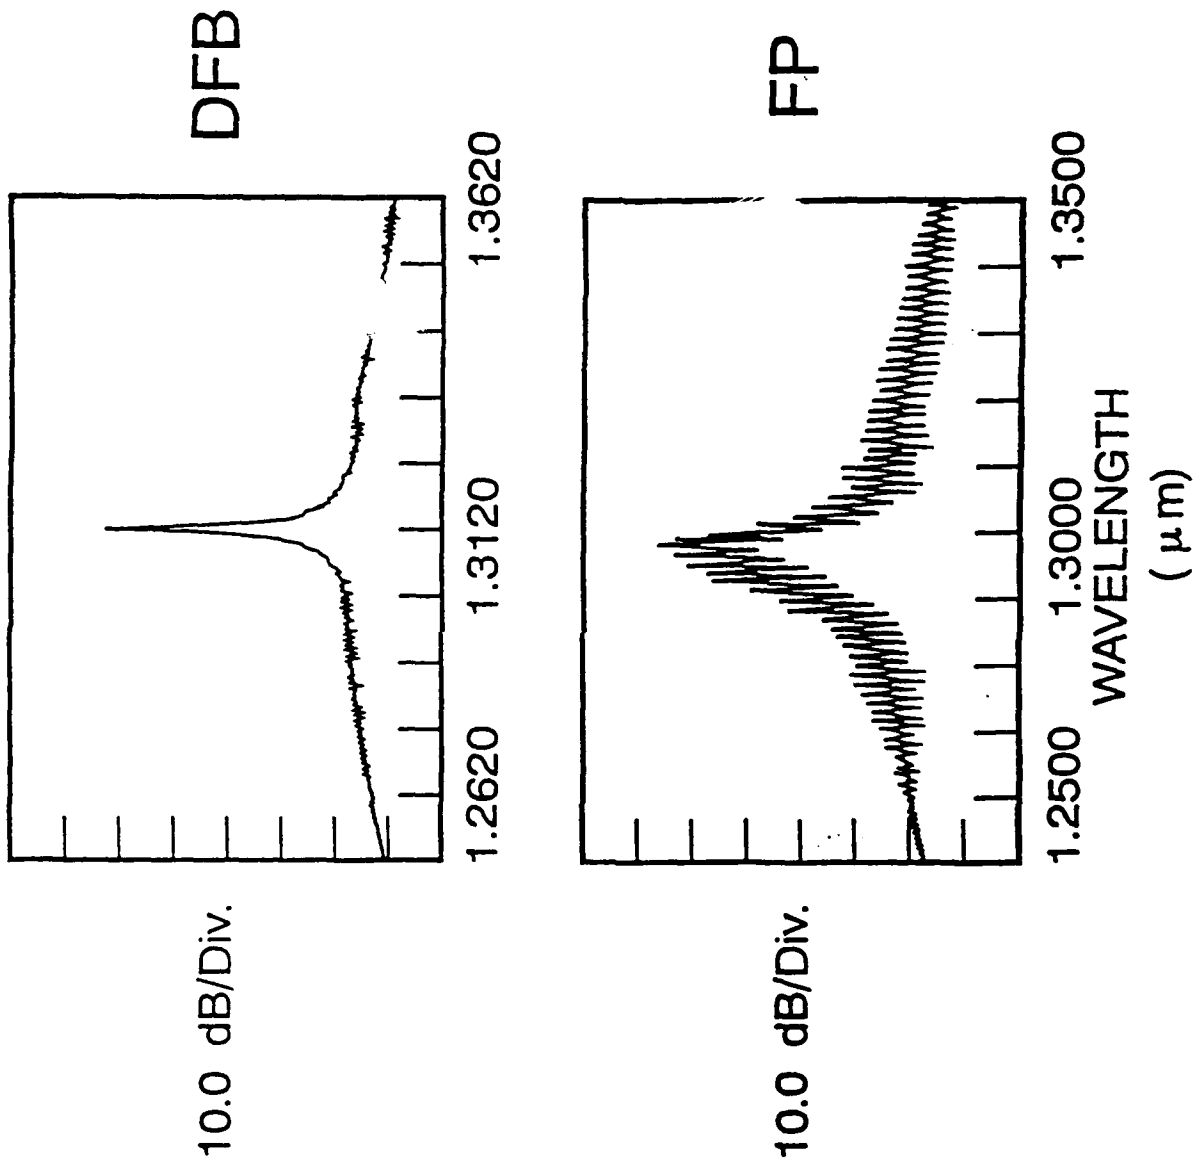 DFB
10.0 dB/Div.
1.2620
1.3120
1.3620
FP
10.0 dB/Div.
1.2500
1.3000
1.3500
WAVELENGTH
( μm)